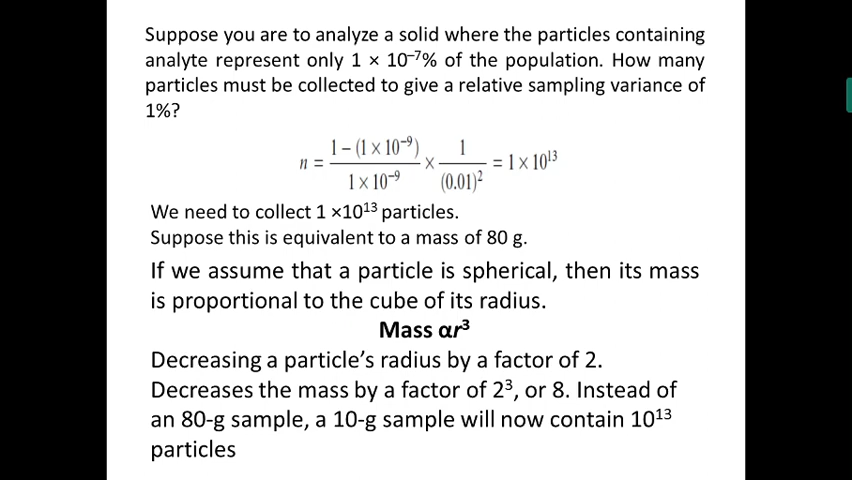 Suppose you are to analyze a solid where the particles containing
analyte represent only 1 × 10⁻⁷% of the population. How many
particles must be collected to give a relative sampling variance of
1%?
n = 1 – (1 × 10⁻⁹) / 1 × 10⁻⁹ × 1 / (0.01)² = 1 × 10¹³
We need to collect 1 ×10¹³ particles.
Suppose this is equivalent to a mass of 80 g.
If we assume that a particle is spherical, then its mass
is proportional to the cube of its radius.
Mass αr³
Decreasing a particle's radius by a factor of 2.
Decreases the mass by a factor of 2³, or 8. Instead of
an 80-g sample, a 10-g sample will now contain 10¹³
particles